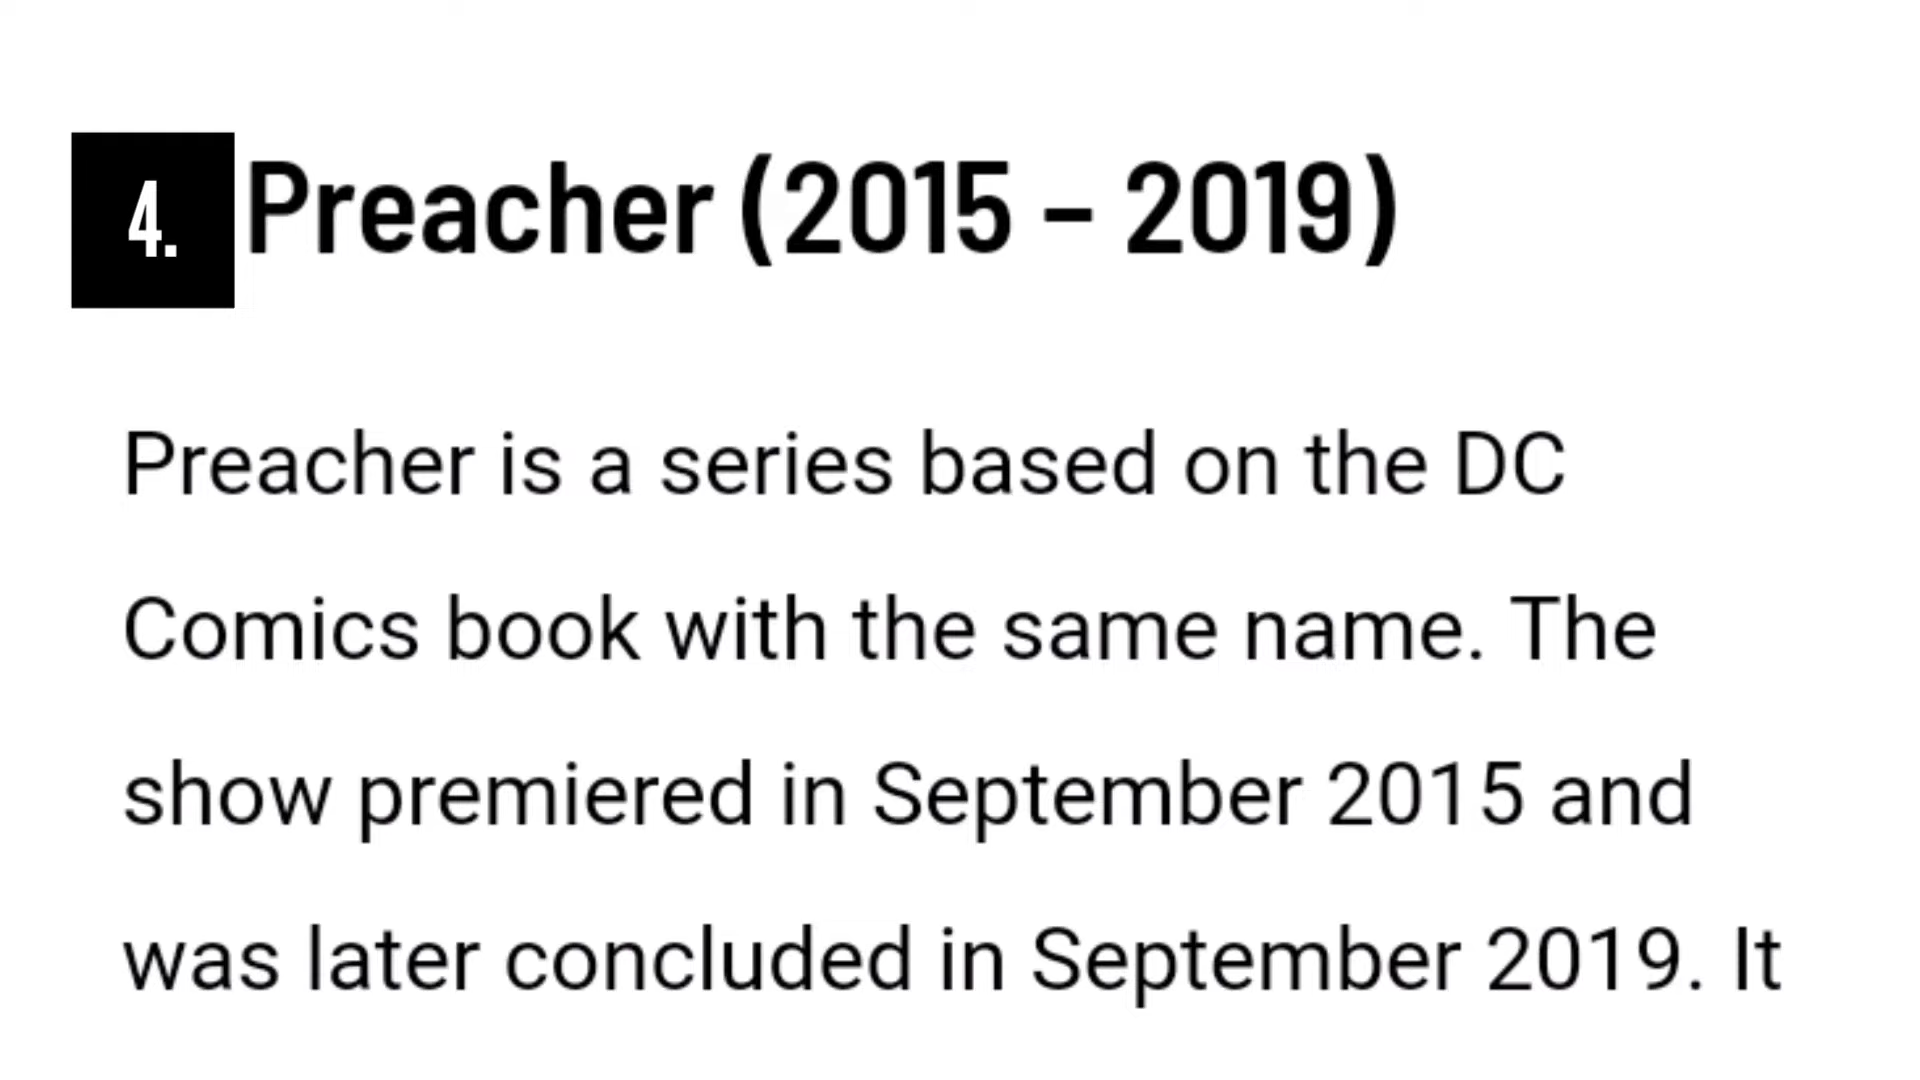 4. Preacher (2015 – 2019)
Preacher is a series based on the DC
Comics book with the same name. The
show premiered in September 2015 and
was later concluded in September 2019. It